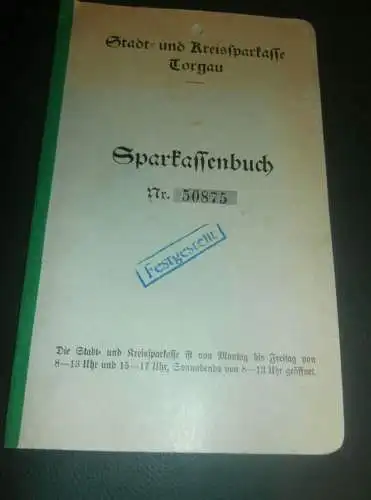 Stadt- und Kreissparkasse
Torgau
Sparkassenbuch
Nr. 50875
Festgestellt
Die Stadt- und Kreissparkasse ist von Montag bis Freitag von
8—13 Uhr und 15—17 Uhr, Sonnabends von 8—13 Uhr geöffnet.